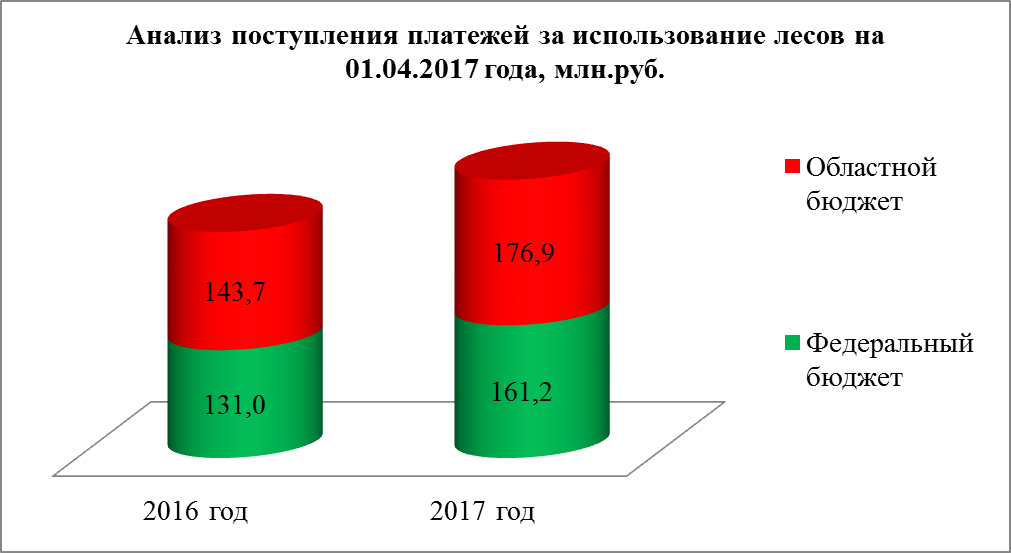 Анализ поступления платежей за использование лесов на
01.04.2017 года, млн.руб.
143,7
131,0
176,9
161,2
2016 год
2017 год
Областной
бюджет
Федеральный
бюджет